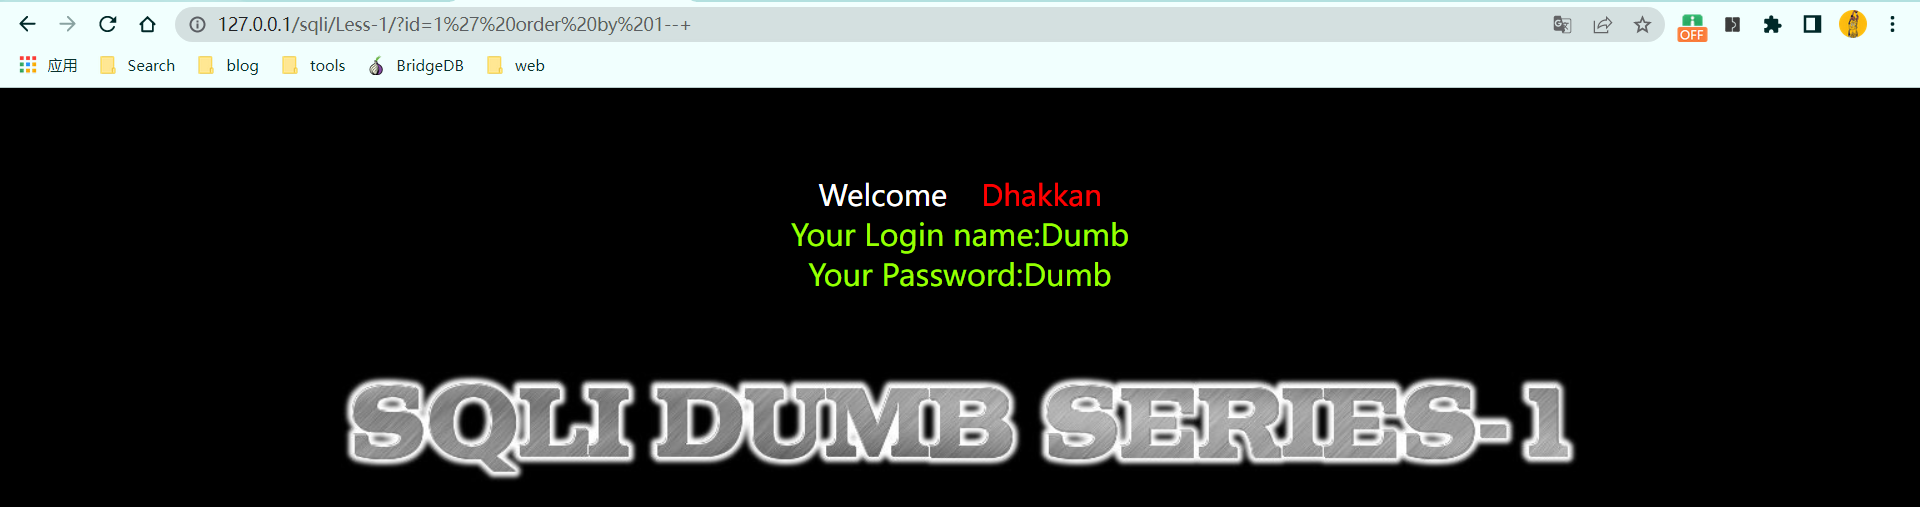 127.0.0.1/sqli/Less-1/?id=1%27%20order%20by%201--+
OFF
应用 Search blog tools BridgeDB web
Welcome Dhakkan
Your Login name:Dumb
Your Password:Dumb
SQLI DUMB SERIES-1